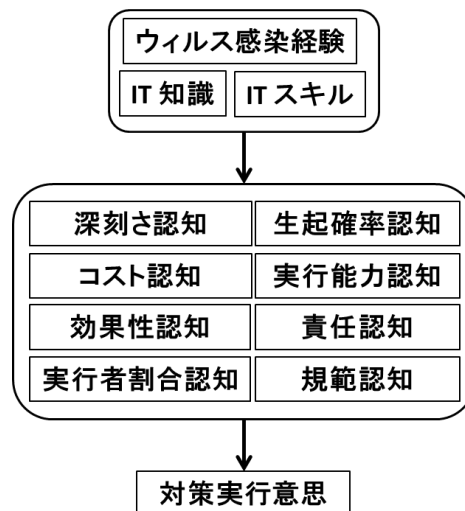 ウィルス感染経験
IT 知識 IT スキル
深刻さ認知 生起確率認知
コスト認知 実行能力認知
効果性認知 責任認知
実行者割合認知 規範認知
対策実行意思